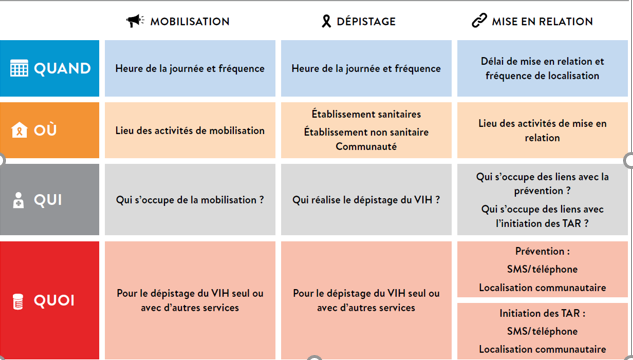 MOBILISATION
DÉPISTAGE
MISE EN RELATION
QUAND
Heure de la journée et fréquence
Heure de la journée et fréquence
Délai de mise en relation et
fréquence de localisation
OÙ
Lieu des activités de mobilisation
Établissement sanitaires
Établissement non sanitaire
Communauté
Lieu des activités de mise en
relation
QUI
Qui s'occupe de la mobilisation ?
Qui réalise le dépistage du VIH ?
Qui s'occupe des liens avec la
prévention ?
Qui s'occupe des liens avec
l'initiation des TAR ?
QUOI
Pour le dépistage du VIH seul ou
avec d'autres services
Pour le dépistage du VIH seul ou
avec d'autres services
Prévention :
SMS/téléphone
Localisation communautaire
Initiation des TAR :
SMS/téléphone
Localisation communautaire